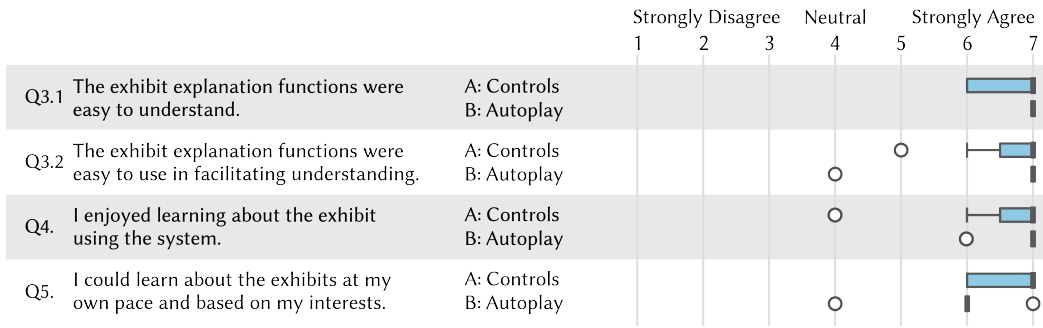 Strongly Disagree Neutral Strongly Agree
1 2 3 4 5 6 7
Q3.1 The exhibit explanation functions were A: Controls
easy to understand. B: Autoplay
Q3.2 The exhibit explanation functions were A: Controls
easy to use in facilitating understanding. B: Autoplay
Q4. I enjoyed learning about the exhibit A: Controls
using the system. B: Autoplay
Q5. I could learn about the exhibits at my A: Controls
own pace and based on my interests. B: Autoplay